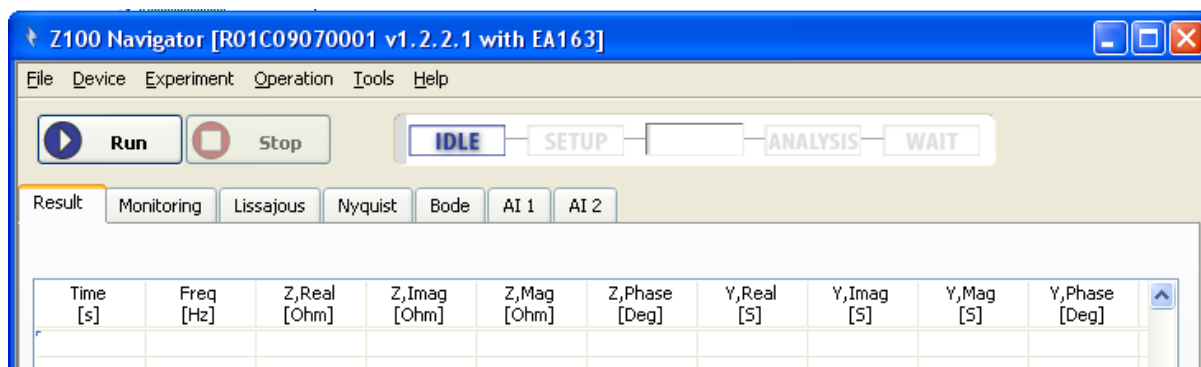 Z100 Navigator [R01C09070001 v1.2.2.1 with EA163]
File Device Experiment Operation Tools Help
Run Stop IDLE SETUP ANALYSIS WAIT
Result Monitoring Lissajous Nyquist Bode AI 1 AI 2
Time Freq Z,Real Z,Imag Z,Mag Z,Phase Y,Real Y,Imag Y,Mag Y,Phase
[s] [Hz] [Ohm] [Ohm] [Ohm] [Deg] [S] [S] [S] [Deg]